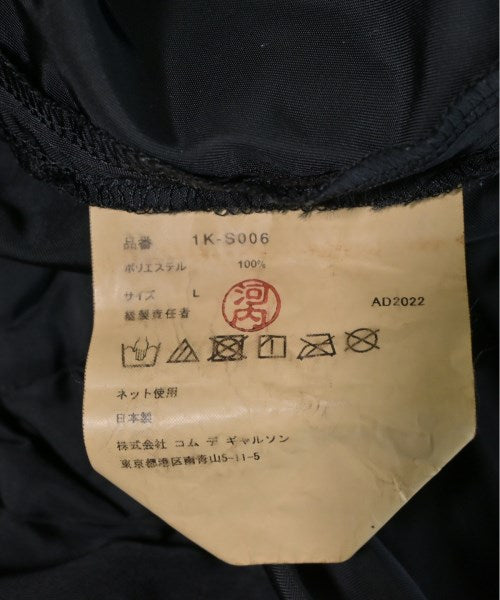 品番 1K-S006
ポリエステル 100%
サイズ L
縫製責任者
河内
AD2022
ネット使用
日本製
株式会社 コム デ ギャルソン
東京都港区南青山5-11-5